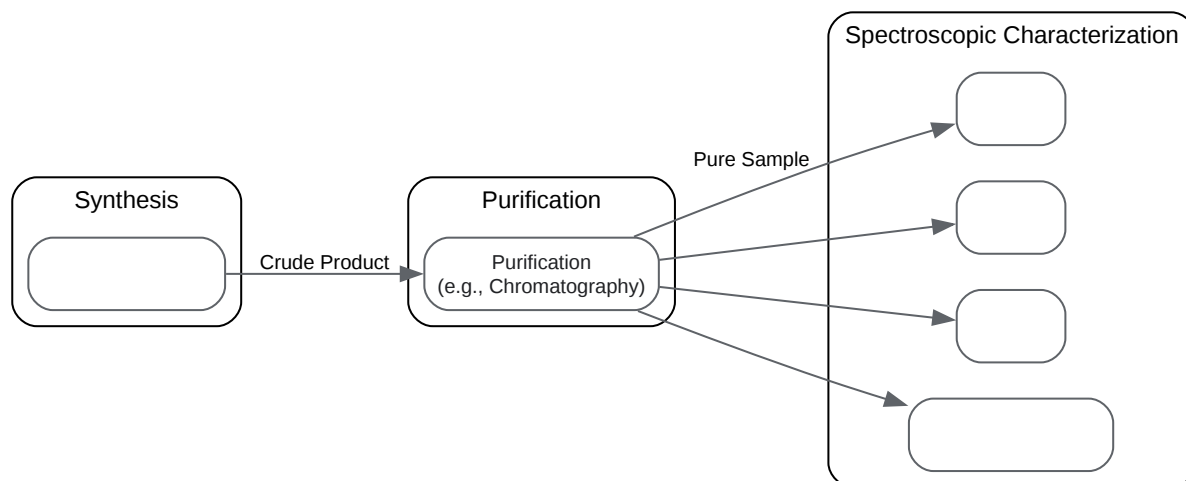 Synthesis
Crude Product
Purification
Purification
(e.g., Chromatography)
Pure Sample
Spectroscopic Characterization